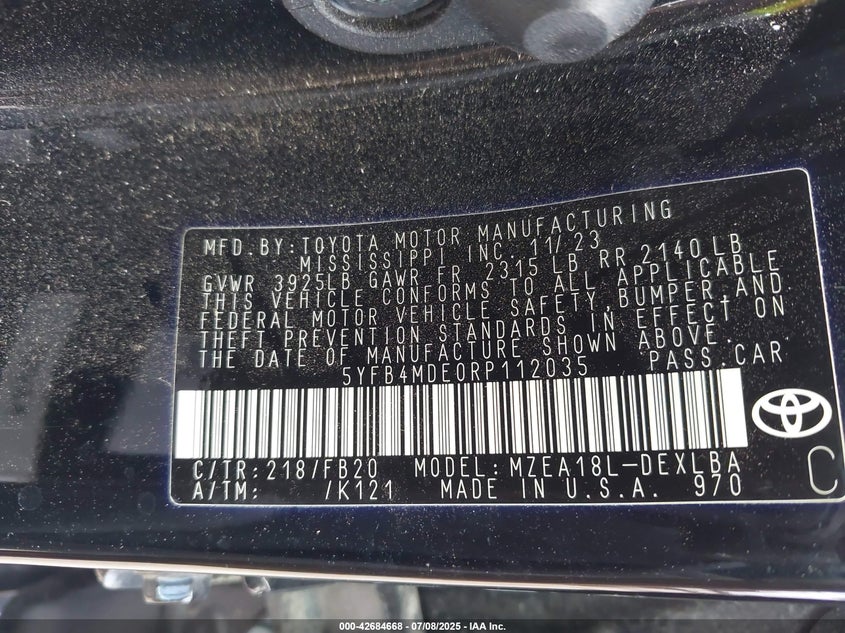 MFD. BY: TOYOTA MOTOR MANUFACTURING
MISSISSIPPI INC. 11/23
GVWR 3925LB GAWR FR 2315 LB RR 2140 LB
THIS VEHICLE CONFORMS TO ALL APPLICABLE
FEDERAL MOTOR VEHICLE SAFETY, BUMPER, AND
THEFT PREVENTION STANDARDS IN EFFECT ON
THE DATE OF MANUFACTURE SHOWN ABOVE.
5YFB4MDE0RP112035 PASS. CAR
C/TR: 218/FB20 MODEL: MZEA18L-DEXLBA
A/TM: /K121 MADE IN U.S.A. 970
C
000-42684668 - 07/08/2025 - IAA Inc.